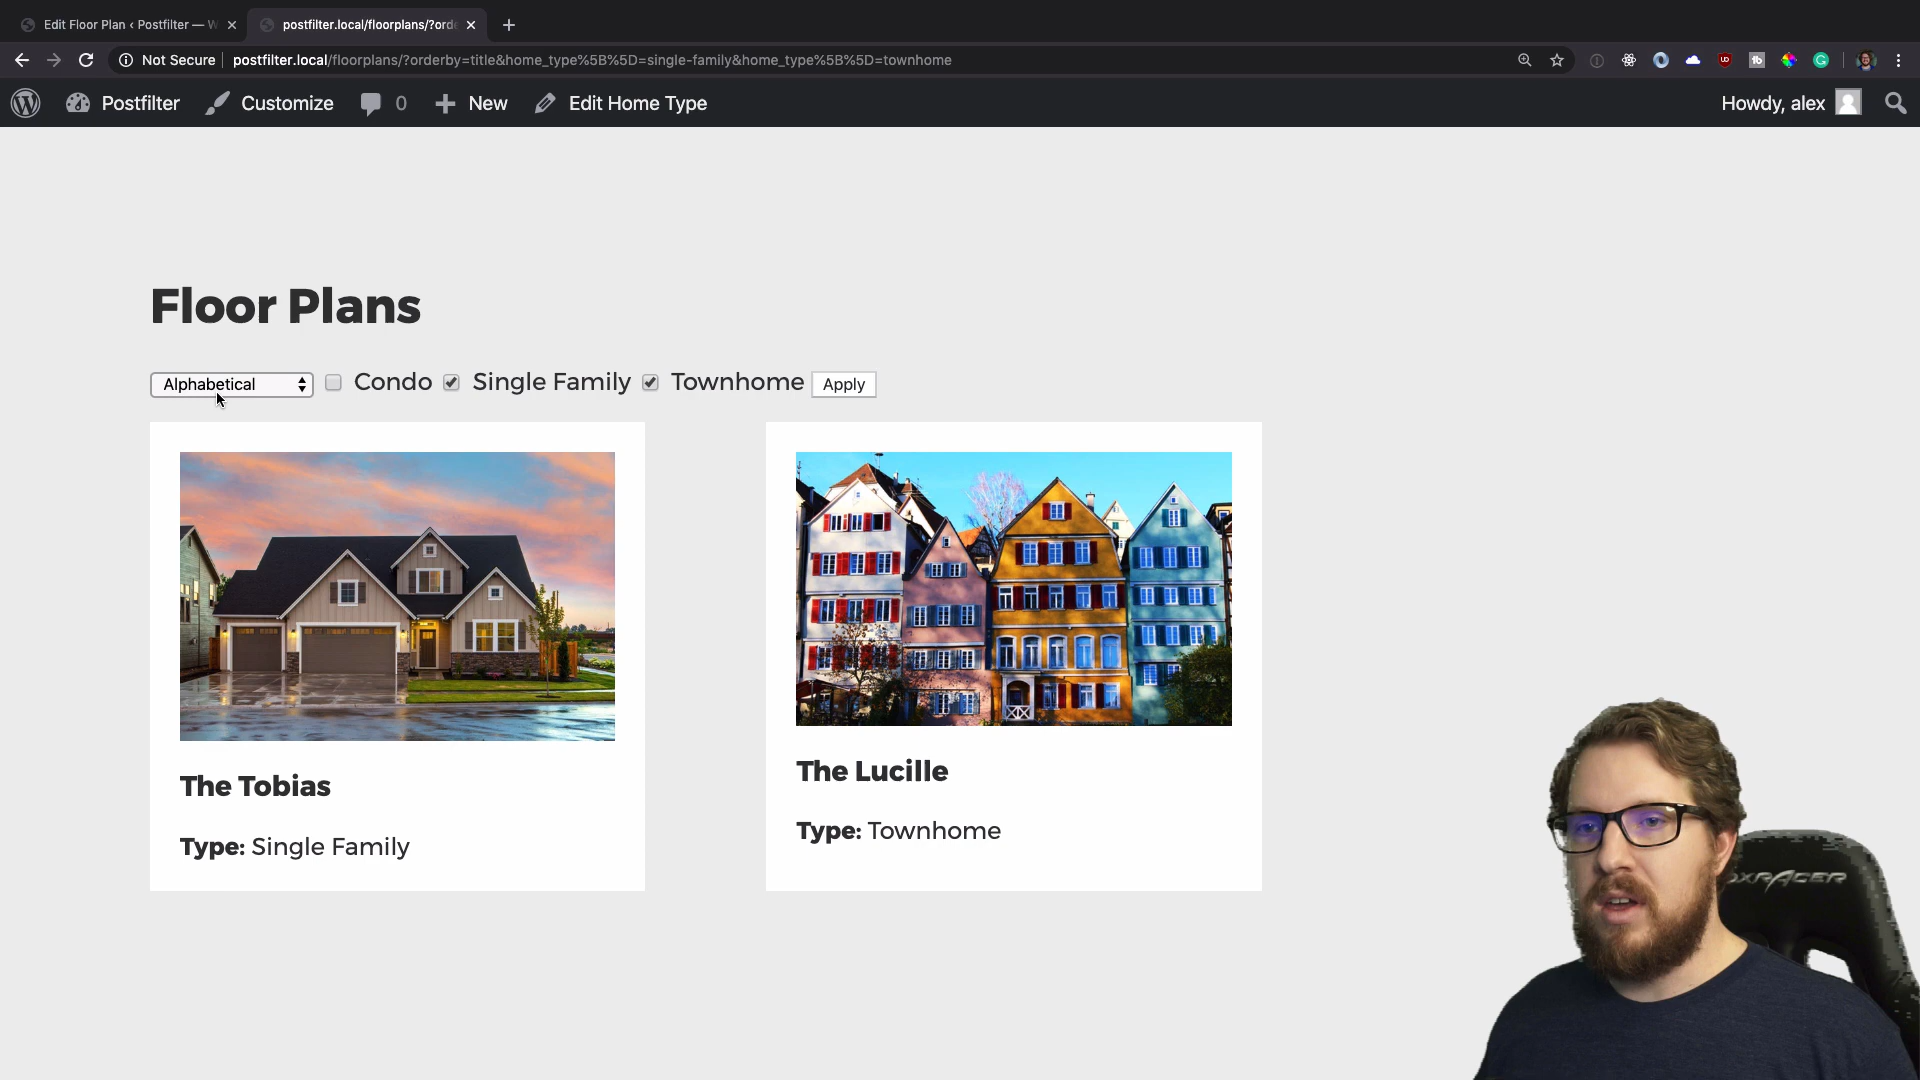 Edit Floor Plan ‹ Postfilter — W
postfilter.local/floorplans/?orde
Not Secure
postfilter.local/floorplans/?orderby=title&home_type%5B%5D=single-family&home_type%5B%5D=townhome
Postfilter
Customize
0
New
Edit Home Type
Howdy, alex
Floor Plans
Alphabetical
Condo
Single Family
Townhome
Apply
The Tobias
Type: Single Family
The Lucille
Type: Townhome
DXRACER